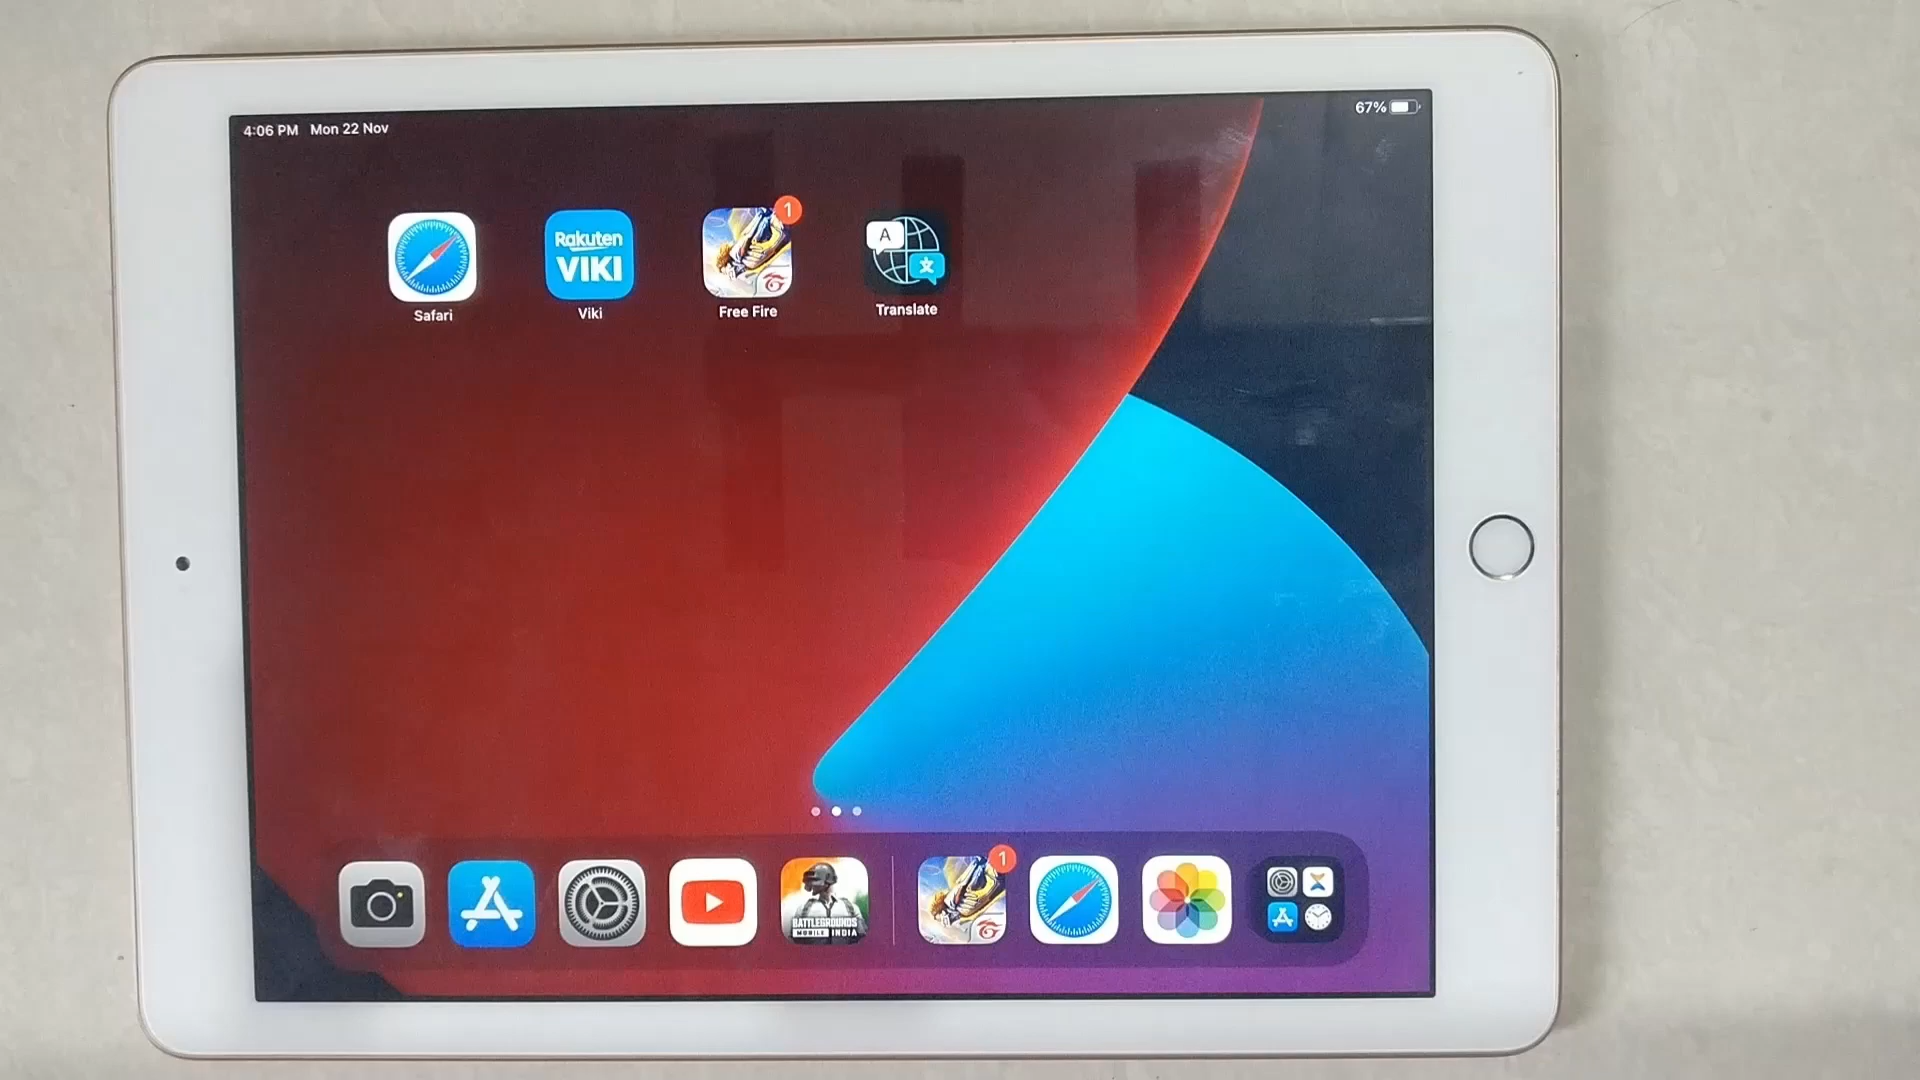 4:06 PM Mon 22 Nov
67%
Rakuten
VIKI
1
A
文
Safari
Viki
Free Fire
Translate
1
BATTLEGROUNDS
MOBILE INDIA